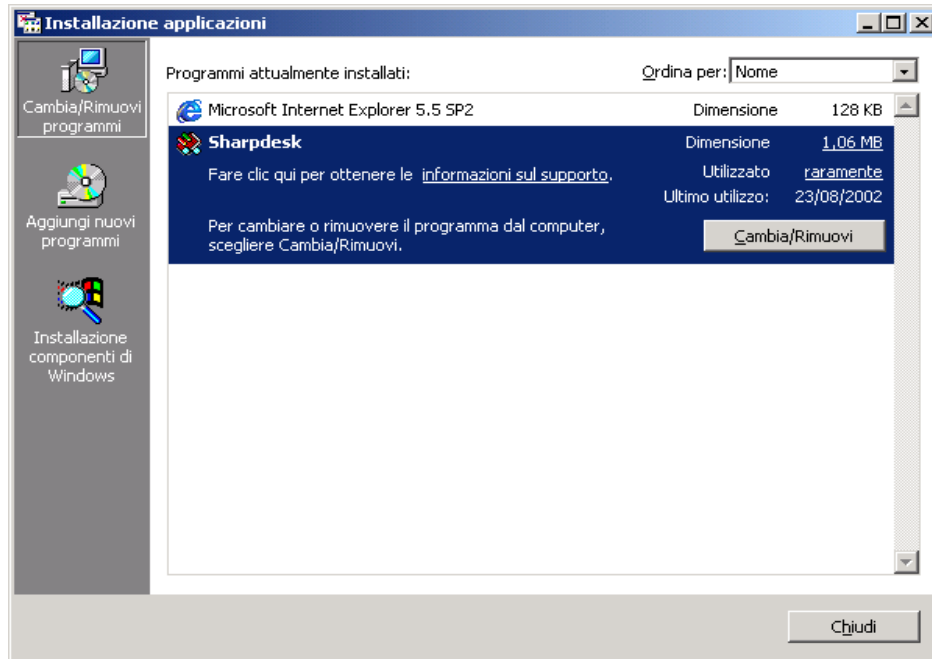 Installazione applicazioni
Cambia/Rimuovi
programmi
Aggiungi nuovi
programmi
Installazione
componenti di
Windows
Programmi attualmente installati:
Ordina per: Nome
Microsoft Internet Explorer 5.5 SP2 Dimensione 128 KB
Sharpdesk Dimensione 1,06 MB
Fare clic qui per ottenere le informazioni sul supporto. Utilizzato raramente
Ultimo utilizzo: 23/08/2002
Per cambiare o rimuovere il programma dal computer,
scegliere Cambia/Rimuovi.
Cambia/Rimuovi
Chiudi